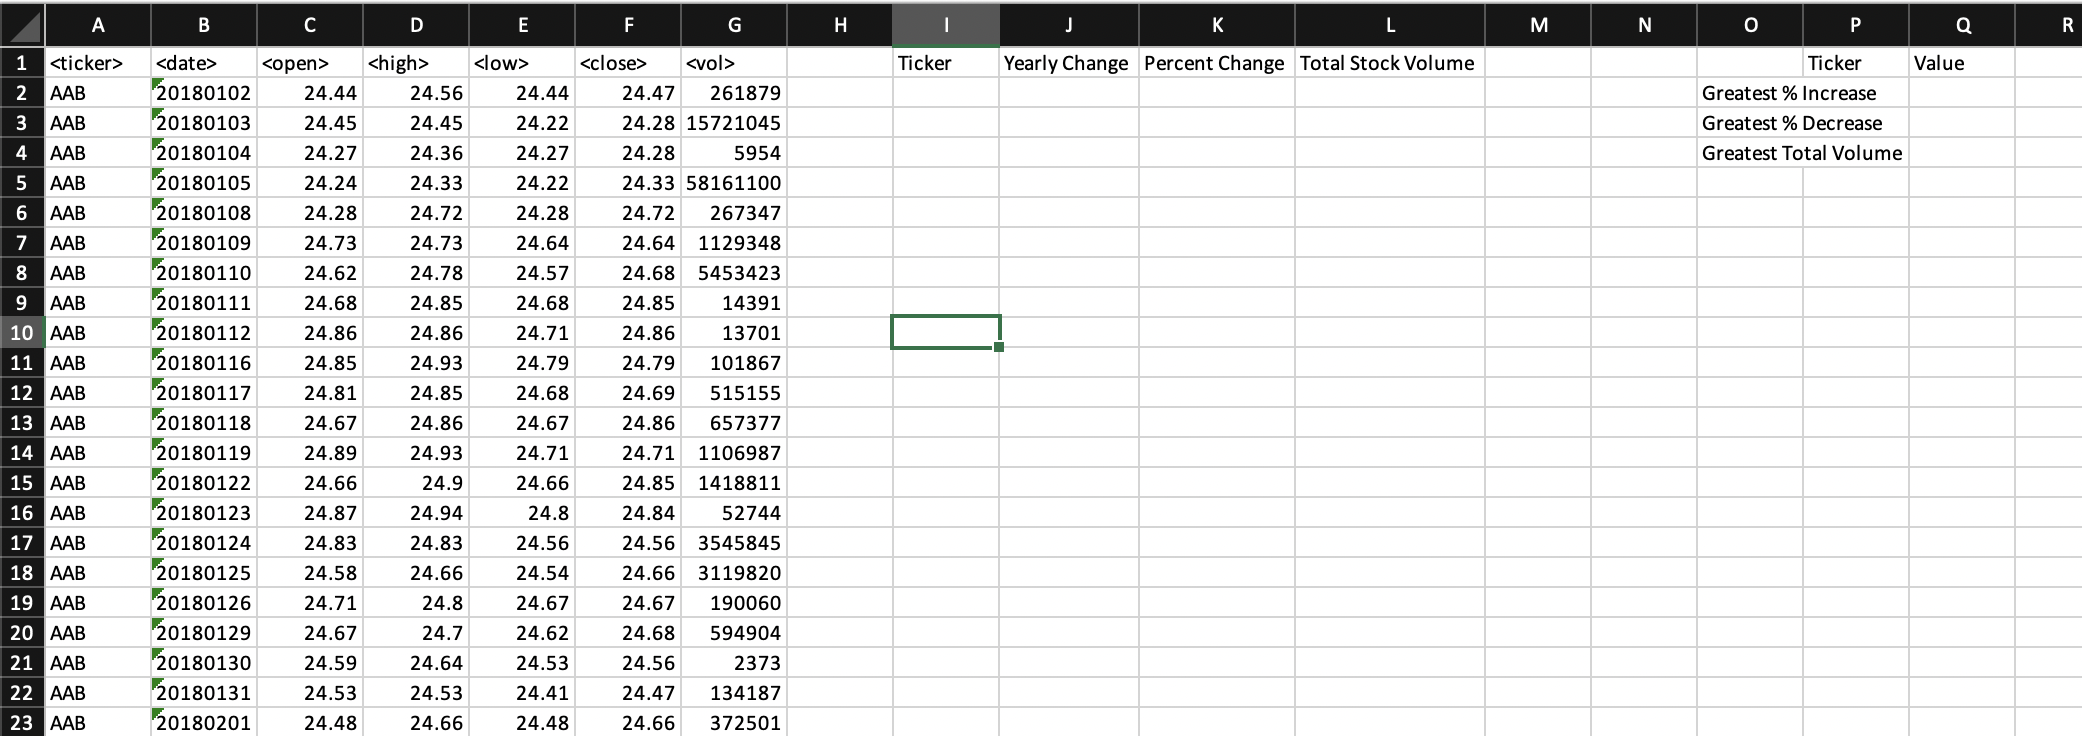 A B C D E F G H I J K L M N O P Q R
1 <ticker> <date> <open> <high> <low> <close> <vol> Ticker Yearly Change Percent Change Total Stock Volume Ticker Value
2 AAB 20180102 24.44 24.56 24.44 24.47 261879 Greatest % Increase
3 AAB 20180103 24.45 24.45 24.22 24.28 15721045 Greatest % Decrease
4 AAB 20180104 24.27 24.36 24.27 24.28 5954 Greatest Total Volume
5 AAB 20180105 24.24 24.33 24.22 24.33 58161100
6 AAB 20180108 24.28 24.72 24.28 24.72 267347
7 AAB 20180109 24.73 24.73 24.64 24.64 1129348
8 AAB 20180110 24.62 24.78 24.57 24.68 5453423
9 AAB 20180111 24.68 24.85 24.68 24.85 14391
10 AAB 20180112 24.86 24.86 24.71 24.86 13701
11 AAB 20180116 24.85 24.93 24.79 24.79 101867
12 AAB 20180117 24.81 24.85 24.68 24.69 515155
13 AAB 20180118 24.67 24.86 24.67 24.86 657377
14 AAB 20180119 24.89 24.93 24.71 24.71 1106987
15 AAB 20180122 24.66 24.9 24.66 24.85 1418811
16 AAB 20180123 24.87 24.94 24.8 24.84 52744
17 AAB 20180124 24.83 24.83 24.56 24.56 3545845
18 AAB 20180125 24.58 24.66 24.54 24.66 3119820
19 AAB 20180126 24.71 24.8 24.67 24.67 190060
20 AAB 20180129 24.67 24.7 24.62 24.68 594904
21 AAB 20180130 24.59 24.64 24.53 24.56 2373
22 AAB 20180131 24.53 24.53 24.41 24.47 134187
23 AAB 20180201 24.48 24.66 24.48 24.66 372501